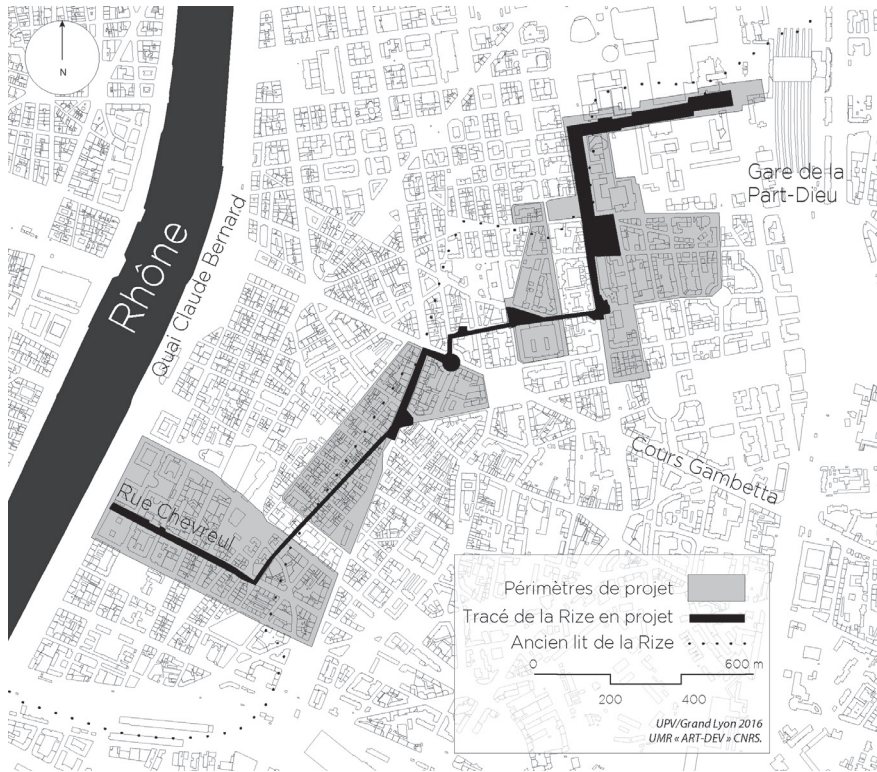 N
Gare de la
Part-Dieu
Rhône
Quai Claude Bernard
Cours Gambetta
Rue Chevreul
Périmètres de projet
Tracé de la Rize en projet
Ancien lit de la Rize
0 600 m
200 400
UPV/Grand Lyon 2016
UMR « ART-DEV » CNRS.